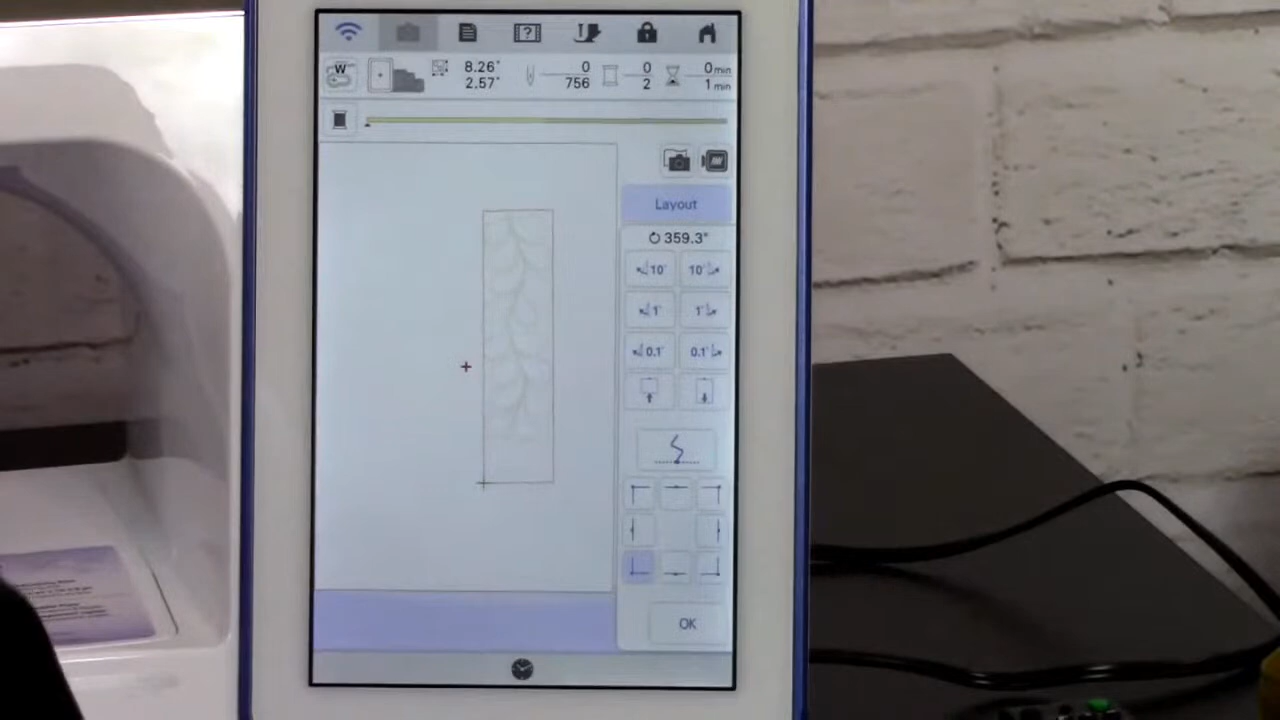 W
8.26"
2.57"
0
756
0
2
0min
1min
Layout
359.3°
10°
10°
1°
1°
0.1°
0.1°
OK